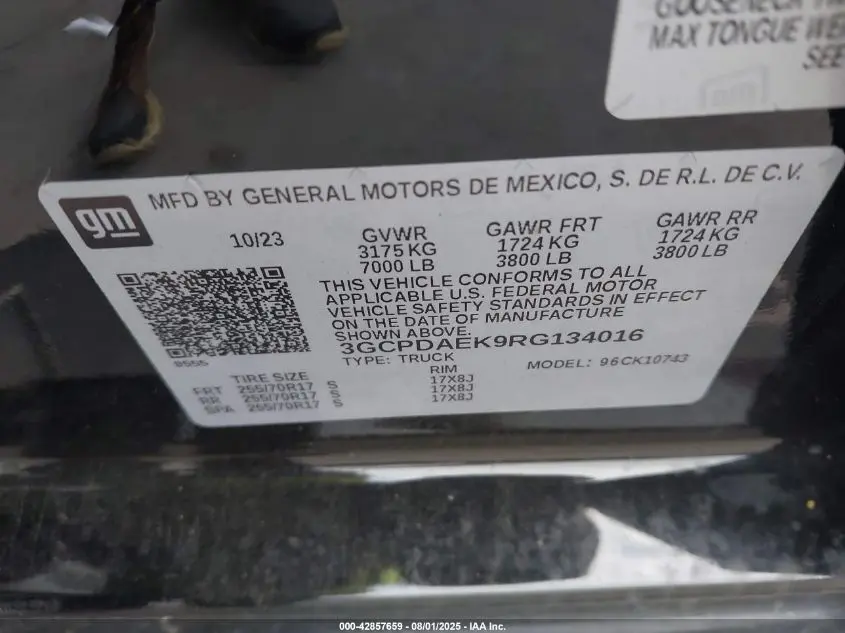 GOOSENECK
MAX TONGUE
SEE
gm
MFD BY GENERAL MOTORS DE MEXICO, S. DE R.L. DE C.V.
10/23
GVWR
3175 KG
7000 LB
GAWR FRT
1724 KG
3800 LB
GAWR RR
1724 KG
3800 LB
THIS VEHICLE CONFORMS TO ALL
APPLICABLE U.S. FEDERAL MOTOR
VEHICLE SAFETY STANDARDS IN EFFECT
ON THE DATE OF MANUFACTURE
SHOWN ABOVE.
3GCPDAEK9RG134016
TYPE: TRUCK
MODEL: 96CK10743
8555
TIRE SIZE RIM
FRT 255/70R17 S 17X8J
RR 255/70R17 S 17X8J
SPA 255/70R17 S 17X8J
gm
000-42857659 - 08/01/2025 - IAA Inc.